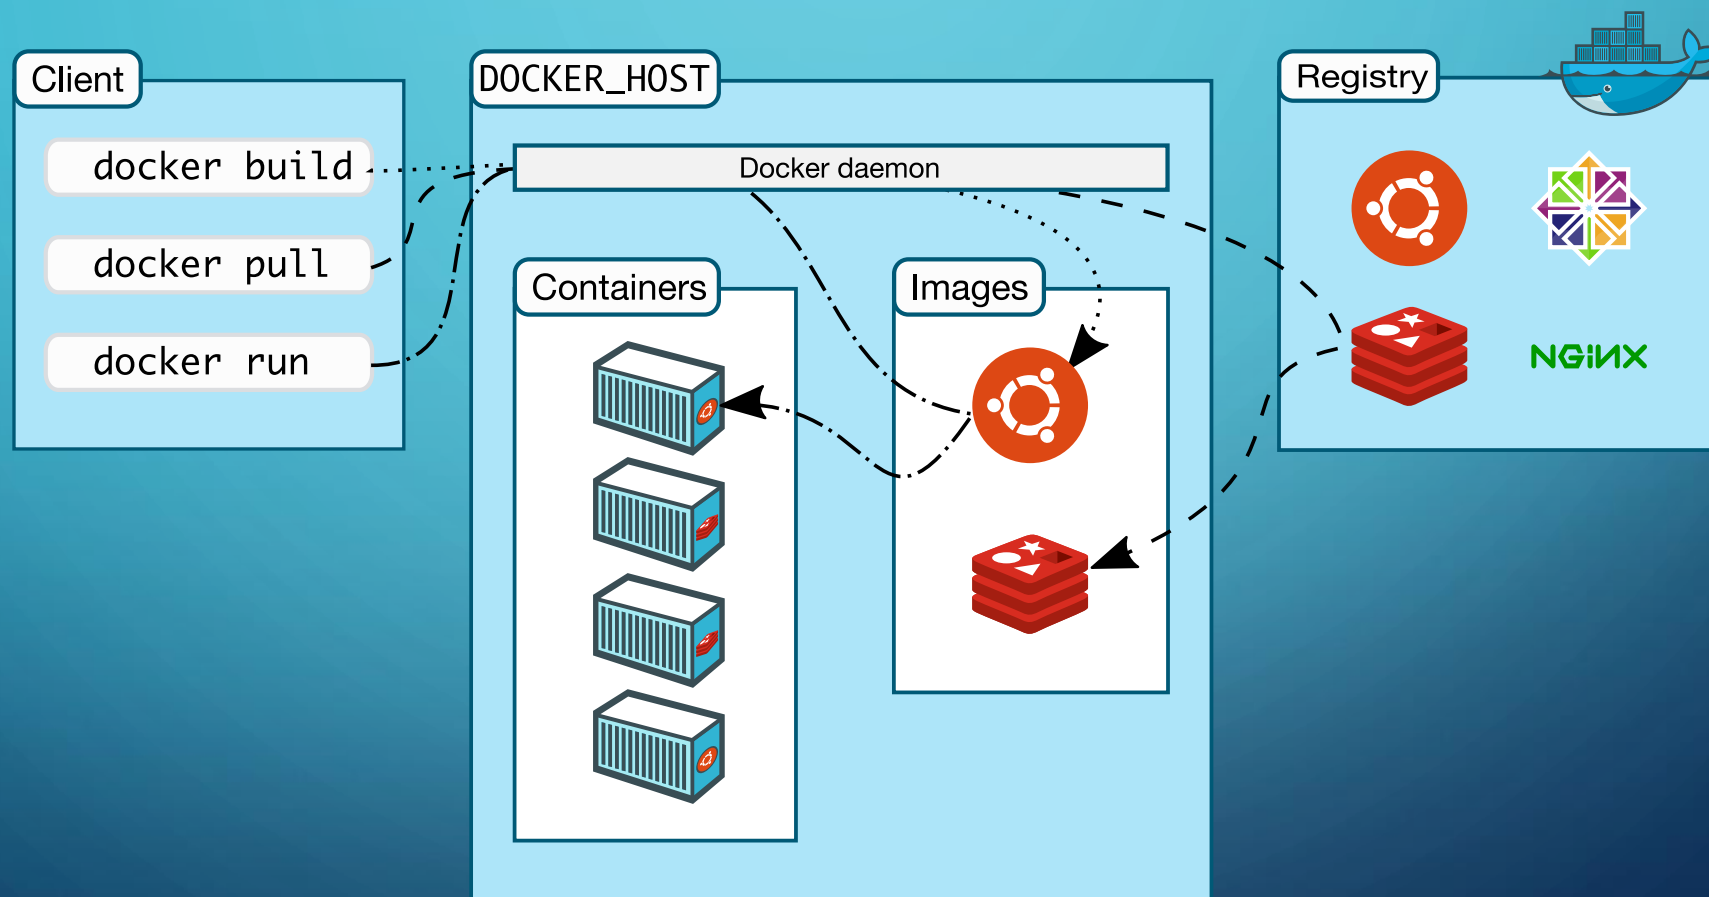 Client
docker build
docker pull
docker run
DOCKER_HOST
Docker daemon
Containers
Images
Registry
NGiNX